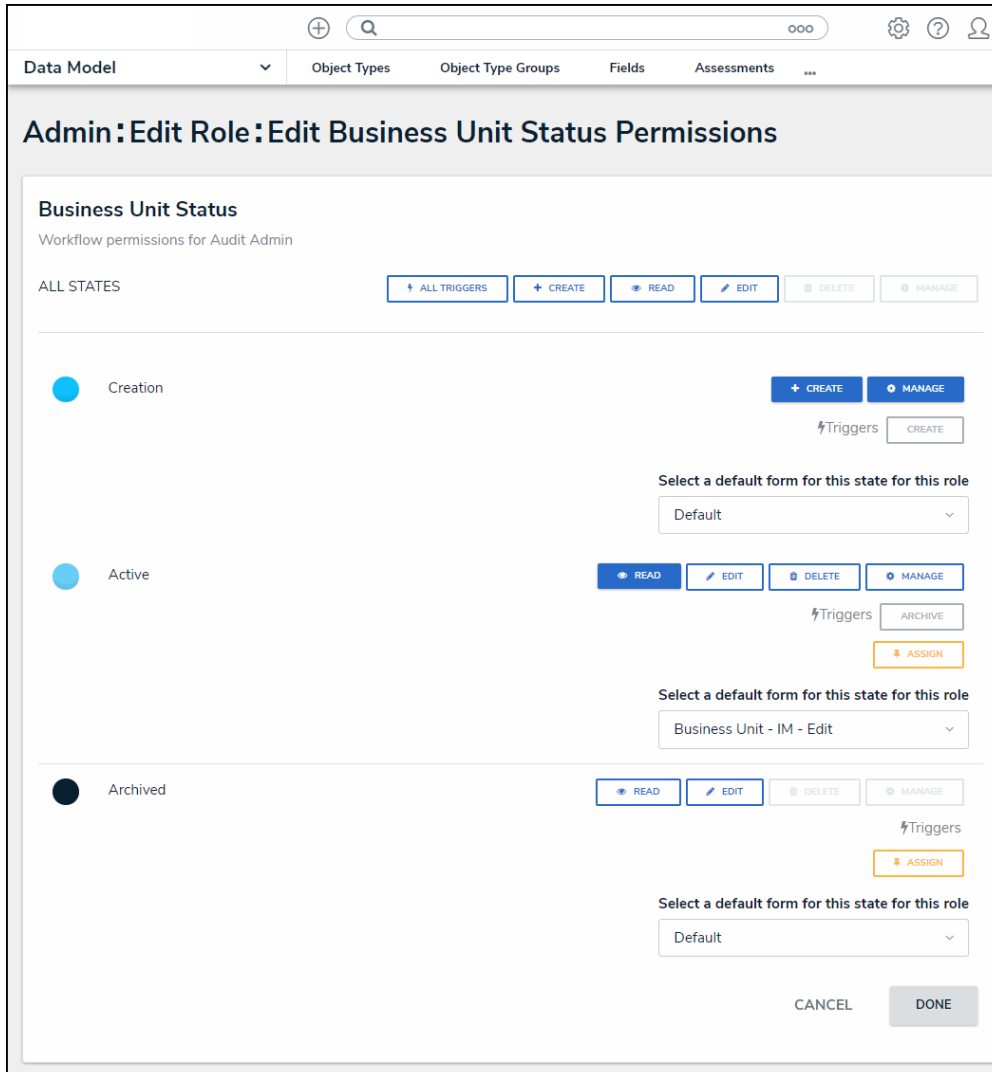 Data Model Object Types Object Type Groups Fields Assessments ...
Admin:Edit Role:Edit Business Unit Status Permissions
Business Unit Status
Workflow permissions for Audit Admin
ALL STATES ALL TRIGGERS CREATE READ EDIT DELETE MANAGE
Creation CREATE MANAGE
Triggers CREATE
Select a default form for this state for this role
Default
Active READ EDIT DELETE MANAGE
Triggers ARCHIVE
ASSIGN
Select a default form for this state for this role
Business Unit - IM - Edit
Archived READ EDIT DELETE MANAGE
Triggers
ASSIGN
Select a default form for this state for this role
Default
CANCEL DONE